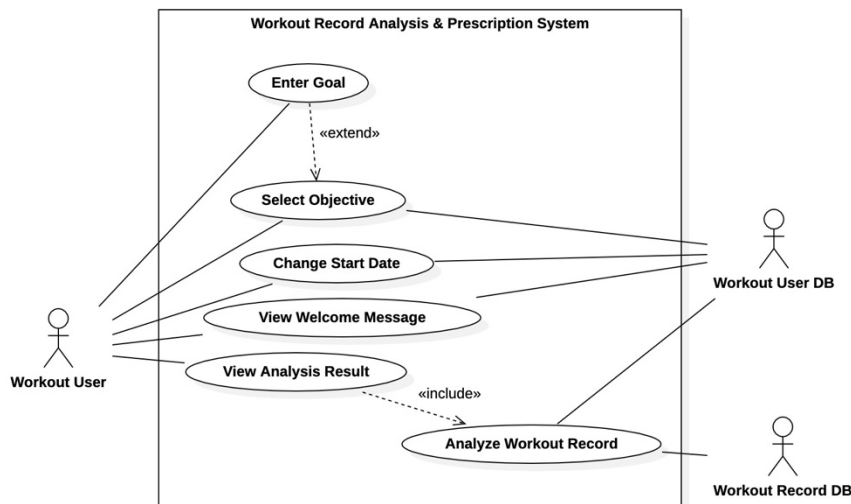 Workout Record Analysis & Prescription System
Enter Goal
«extend»
Select Objective
Change Start Date
Workout User DB
View Welcome Message
View Analysis Result
Workout User
«include»
Analyze Workout Record
Workout Record DB